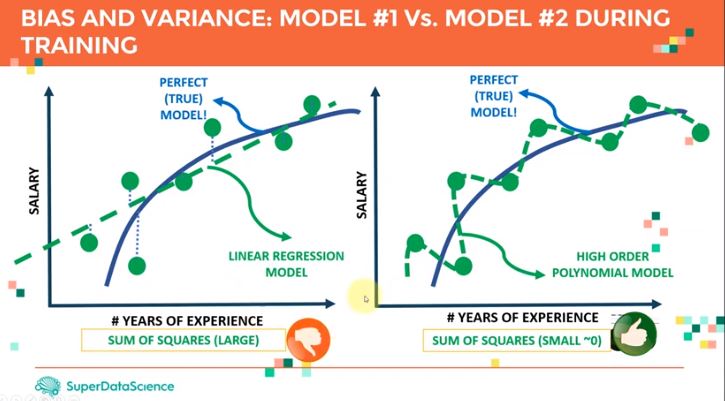 BIAS AND VARIANCE: MODEL #1 Vs. MODEL #2 DURING
TRAINING
PERFECT
(TRUE)
MODEL!
SALARY
LINEAR REGRESSION
MODEL
# YEARS OF EXPERIENCE
SUM OF SQUARES (LARGE)
PERFECT
(TRUE)
MODEL!
SALARY
HIGH ORDER
POLYNOMIAL MODEL
# YEARS OF EXPERIENCE
SUM OF SQUARES (SMALL ~0)
SuperDataScience